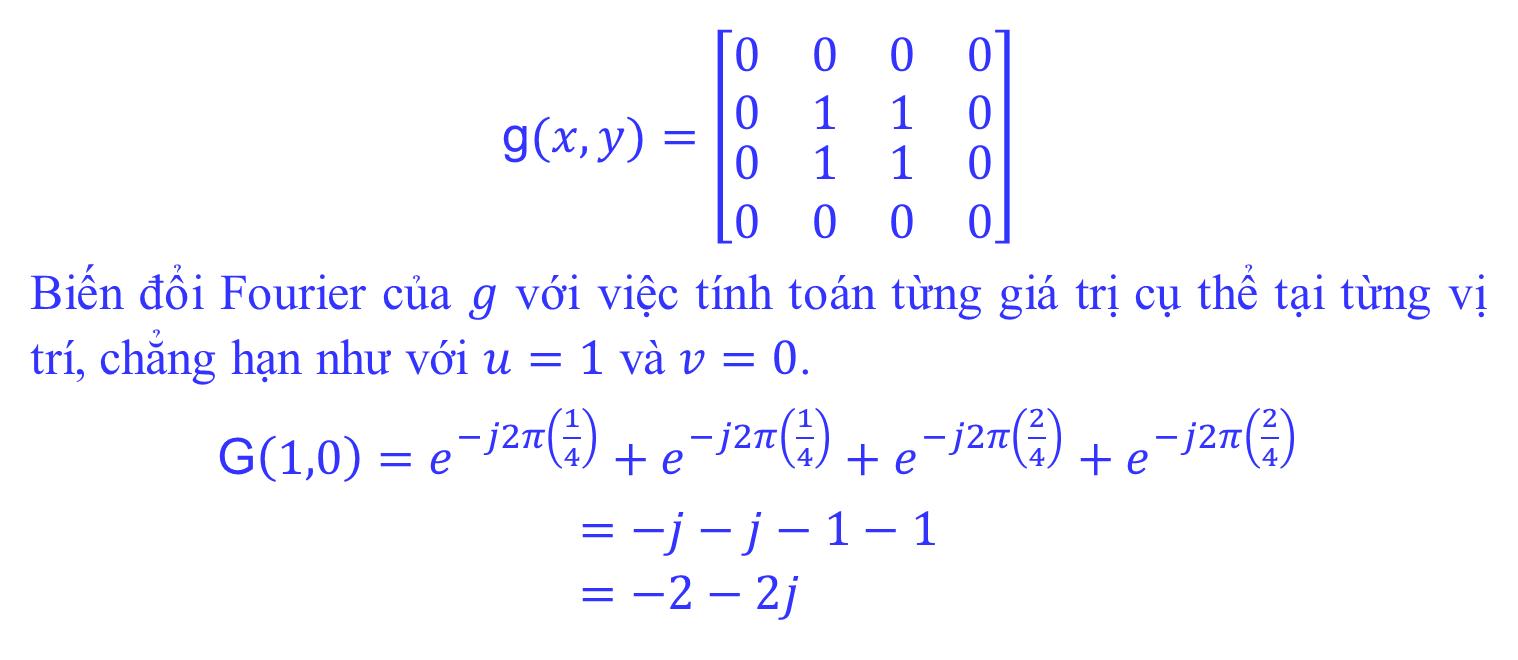 g(x, y) = [0 0 0 0
0 1 1 0
0 1 1 0
0 0 0 0]
Biến đổi Fourier của g với việc tính toán từng giá trị cụ thể tại từng vị
trí, chẳng hạn như với u = 1 và v = 0.
G(1,0) = e^{-j2π(1/4)} + e^{-j2π(1/4)} + e^{-j2π(2/4)} + e^{-j2π(2/4)}
= −j − j − 1 − 1
= −2 − 2j